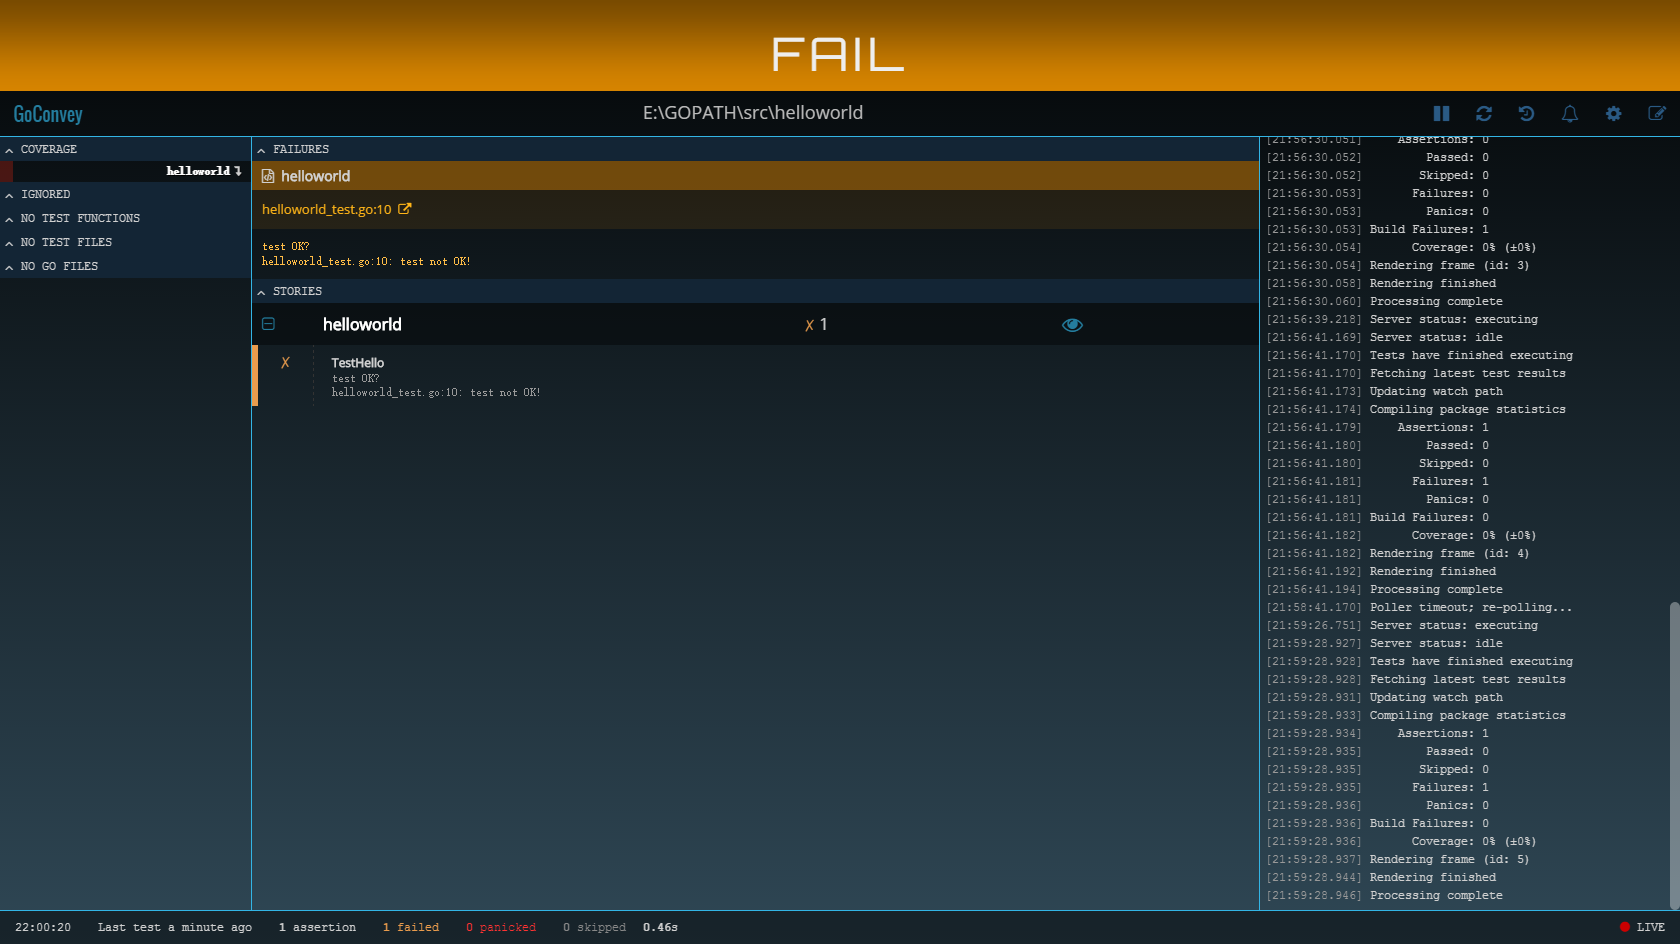 FAIL
GoConvey
E:\GOPATH\src\helloworld
COVERAGE
helloworld
IGNORED
NO TEST FUNCTIONS
NO TEST FILES
NO GO FILES
FAILURES
helloworld
helloworld_test.go:10
test OK?
helloworld_test.go:10: test not OK!
STORIES
helloworld
✗ 1
✗
TestHello
test OK?
helloworld_test.go:10: test not OK!
[21:56:30.051] Assertions: 0
[21:56:30.052] Passed: 0
[21:56:30.052] Skipped: 0
[21:56:30.053] Failures: 0
[21:56:30.053] Panics: 0
[21:56:30.053] Build Failures: 1
[21:56:30.054] Coverage: 0% (±0%)
[21:56:30.054] Rendering frame (id: 3)
[21:56:30.058] Rendering finished
[21:56:30.060] Processing complete
[21:56:39.218] Server status: executing
[21:56:41.169] Server status: idle
[21:56:41.170] Tests have finished executing
[21:56:41.170] Fetching latest test results
[21:56:41.173] Updating watch path
[21:56:41.174] Compiling package statistics
[21:56:41.179] Assertions: 1
[21:56:41.180] Passed: 0
[21:56:41.180] Skipped: 0
[21:56:41.181] Failures: 1
[21:56:41.181] Panics: 0
[21:56:41.181] Build Failures: 0
[21:56:41.182] Coverage: 0% (±0%)
[21:56:41.182] Rendering frame (id: 4)
[21:56:41.192] Rendering finished
[21:56:41.194] Processing complete
[21:58:41.170] Poller timeout; re-polling...
[21:59:26.751] Server status: executing
[21:59:28.927] Server status: idle
[21:59:28.928] Tests have finished executing
[21:59:28.928] Fetching latest test results
[21:59:28.931] Updating watch path
[21:59:28.933] Compiling package statistics
[21:59:28.934] Assertions: 1
[21:59:28.935] Passed: 0
[21:59:28.935] Skipped: 0
[21:59:28.935] Failures: 1
[21:59:28.936] Panics: 0
[21:59:28.936] Build Failures: 0
[21:59:28.936] Coverage: 0% (±0%)
[21:59:28.937] Rendering frame (id: 5)
[21:59:28.944] Rendering finished
[21:59:28.946] Processing complete
22:00:20 Last test a minute ago 1 assertion 1 failed 0 panicked 0 skipped 0.46s LIVE